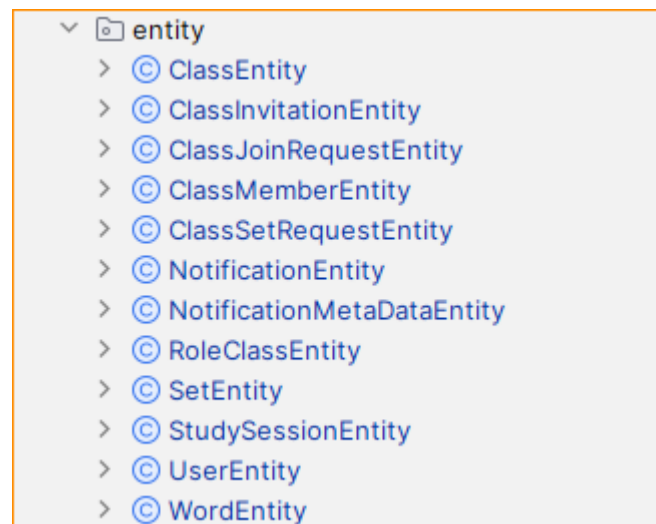 entity
ClassEntity
ClassInvitationEntity
ClassJoinRequestEntity
ClassMemberEntity
ClassSetRequestEntity
NotificationEntity
NotificationMetaDataEntity
RoleClassEntity
SetEntity
StudySessionEntity
UserEntity
WordEntity